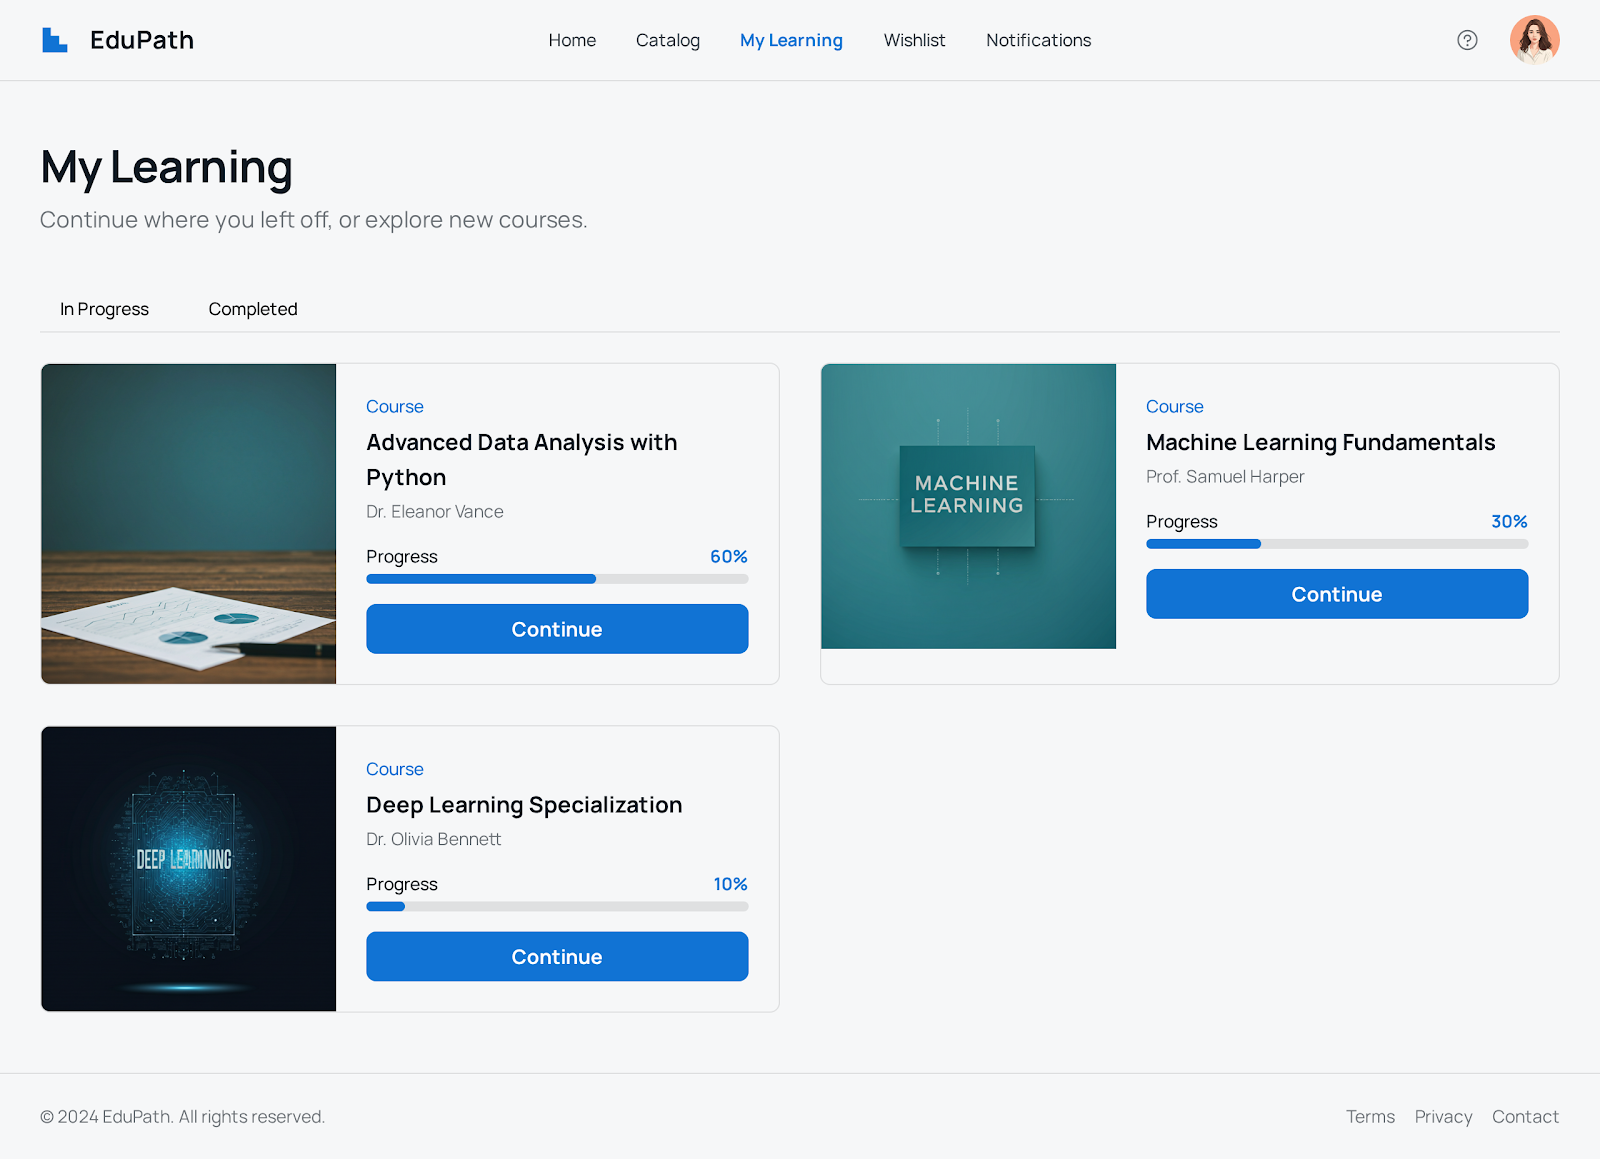 EduPath
Home
Catalog
My Learning
Wishlist
Notifications
My Learning
Continue where you left off, or explore new courses.
In Progress
Completed
Course
Advanced Data Analysis with
Python
Dr. Eleanor Vance
Progress
60%
Continue
MACHINE
LEARNING
Course
Machine Learning Fundamentals
Prof. Samuel Harper
Progress
30%
Continue
DEEP LEARNINING
Course
Deep Learning Specialization
Dr. Olivia Bennett
Progress
10%
Continue
© 2024 EduPath. All rights reserved.
Terms
Privacy
Contact